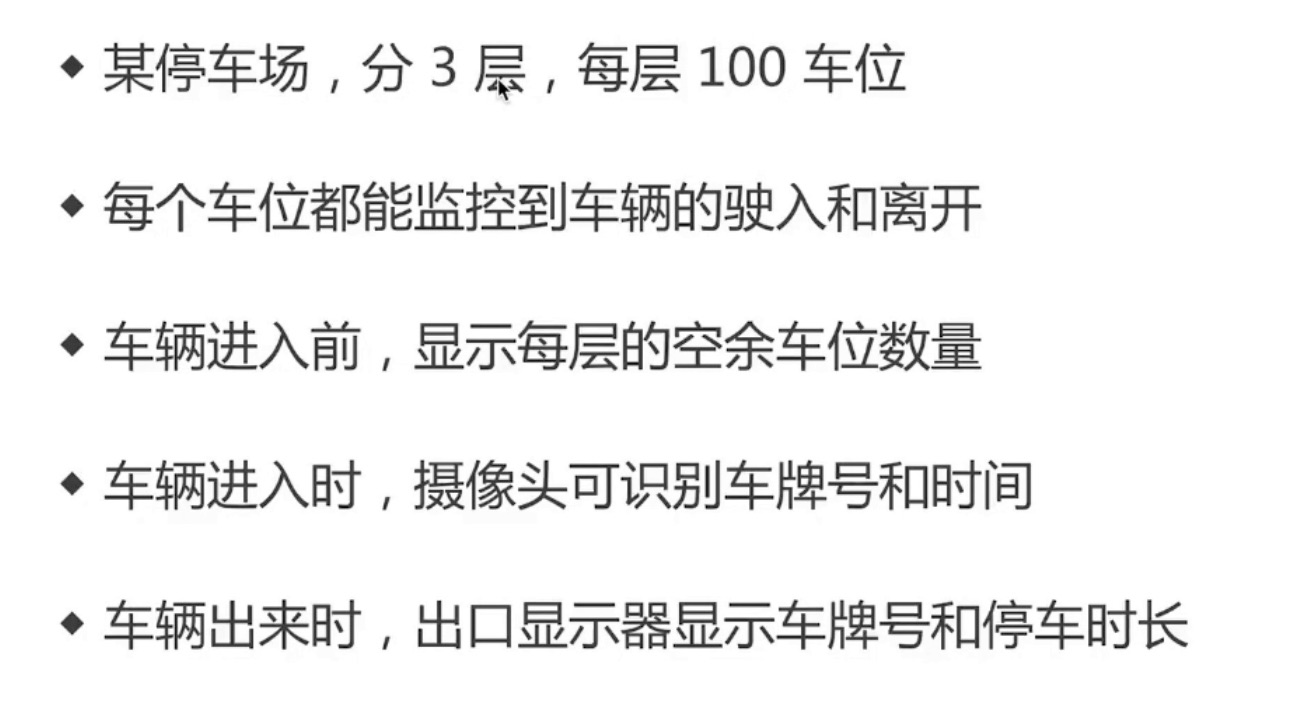 ◆ 某停车场，分 3 层，每层 100 车位
◆ 每个车位都能监控到车辆的驶入和离开
◆ 车辆进入前，显示每层的空余车位数量
◆ 车辆进入时，摄像头可识别车牌号和时间
◆ 车辆出来时，出口显示器显示车牌号和停车时长